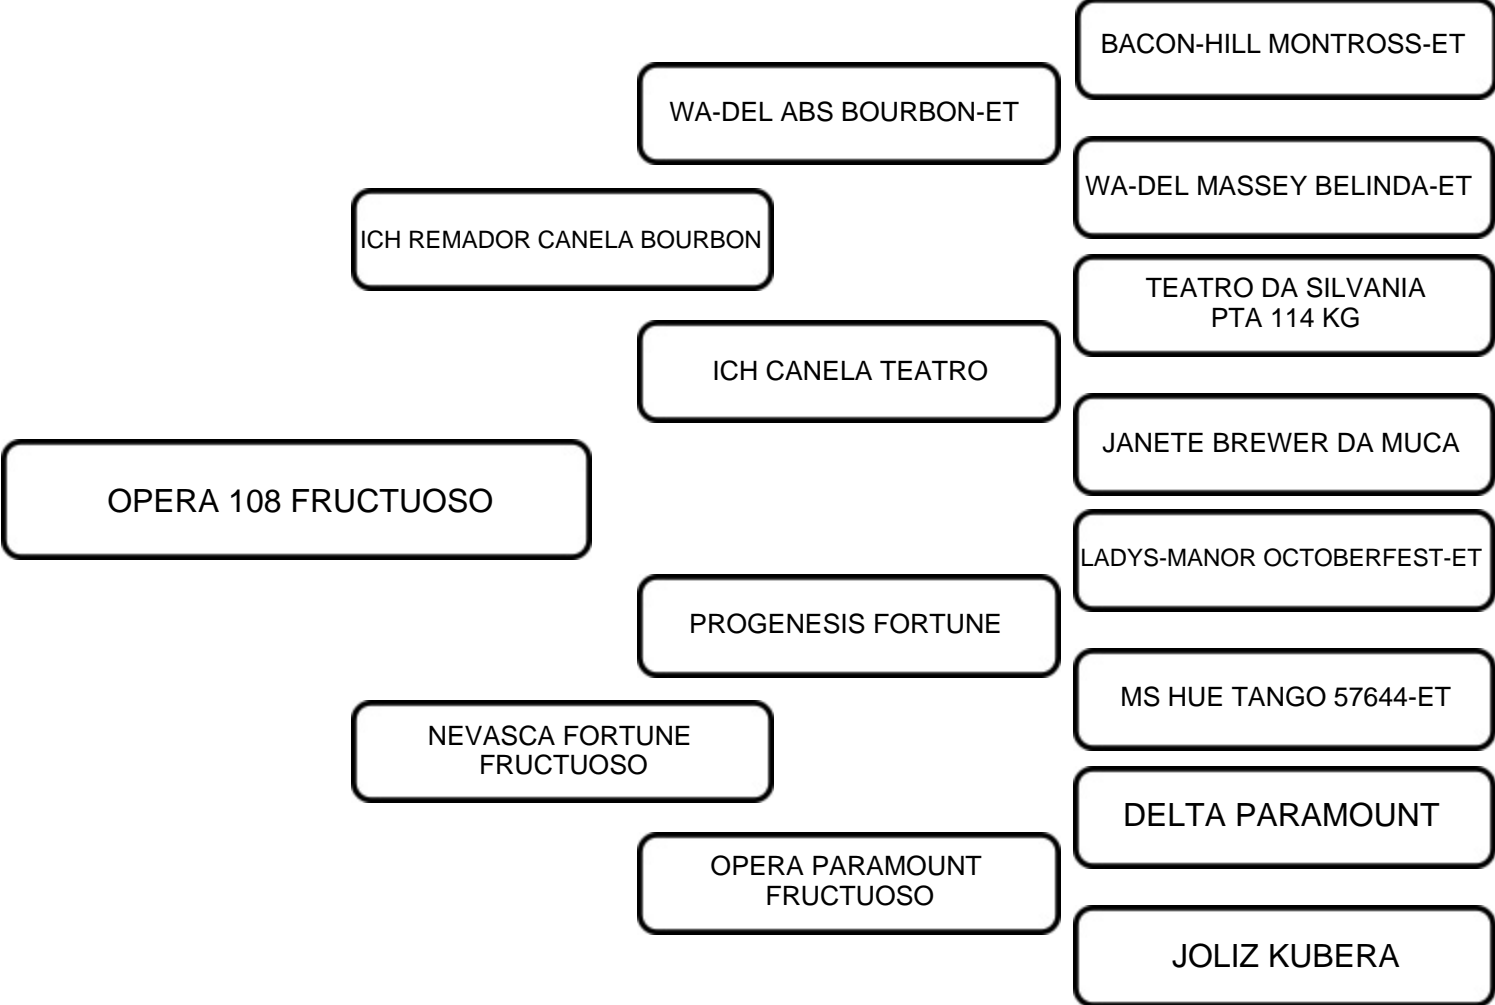 BACON-HILL MONTROSS-ET
WA-DEL ABS BOURBON-ET
WA-DEL MASSEY BELINDA-ET
ICH REMADOR CANELA BOURBON
TEATRO DA SILVANIA
PTA 114 KG
ICH CANELA TEATRO
JANETE BREWER DA MUCA
OPERA 108 FRUCTUOSO
LADYS-MANOR OCTOBERFEST-ET
PROGENESIS FORTUNE
MS HUE TANGO 57644-ET
NEVASCA FORTUNE
FRUCTUOSO
DELTA PARAMOUNT
OPERA PARAMOUNT
FRUCTUOSO
JOLIZ KUBERA